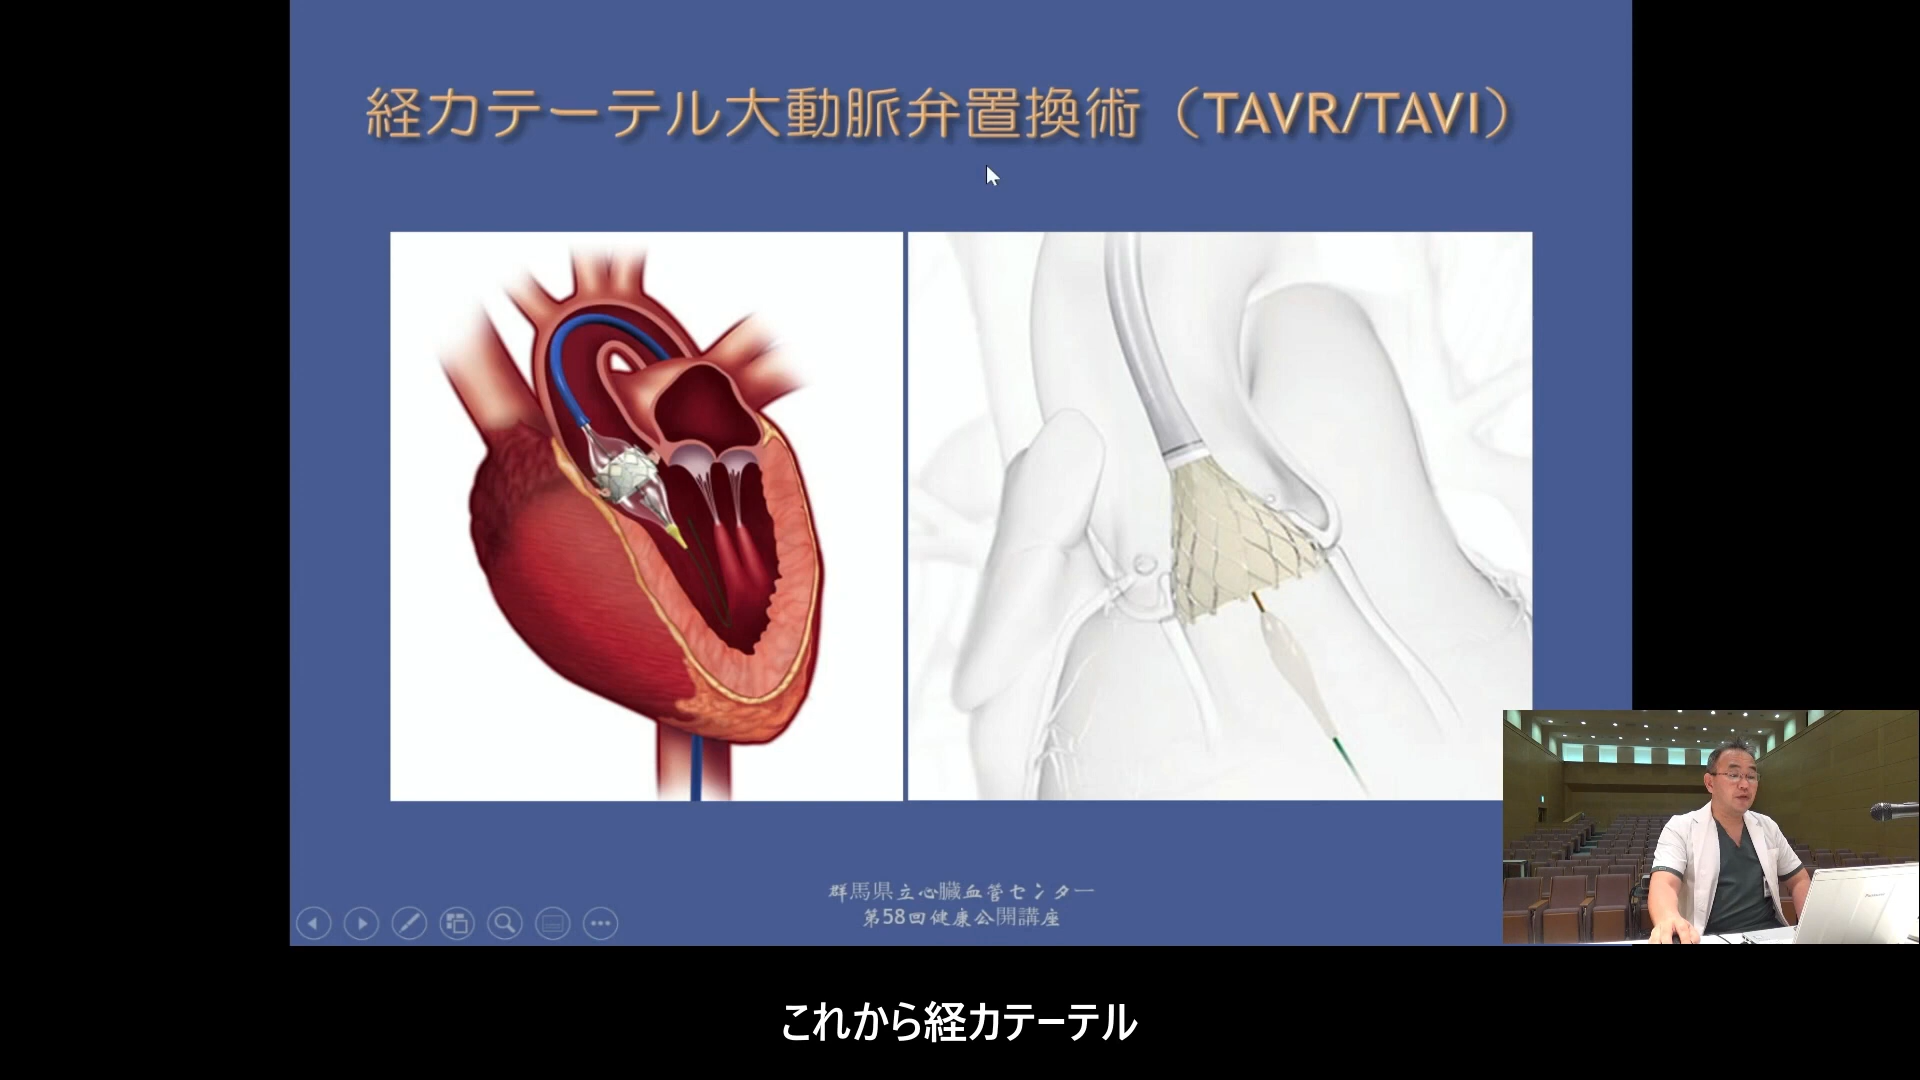 経カテーテル大動脈弁置換術（TAVR/TAVI）
群馬県立心臓血管センター
第58回健康公開講座
これから経カテーテル